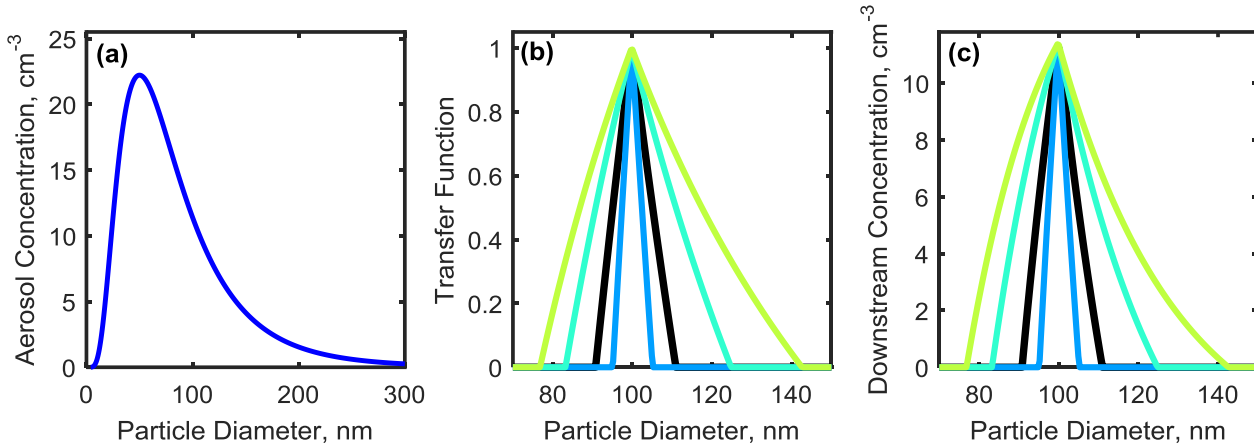 (a)
Aerosol Concentration, cm-3
25
20
15
10
5
0
0 100 200 300
Particle Diameter, nm
(b)
Transfer Function
1
0.8
0.6
0.4
0.2
0
80 100 120 140
Particle Diameter, nm
(c)
Downstream Concentration, cm-3
10
8
6
4
2
0
80 100 120 140
Particle Diameter, nm